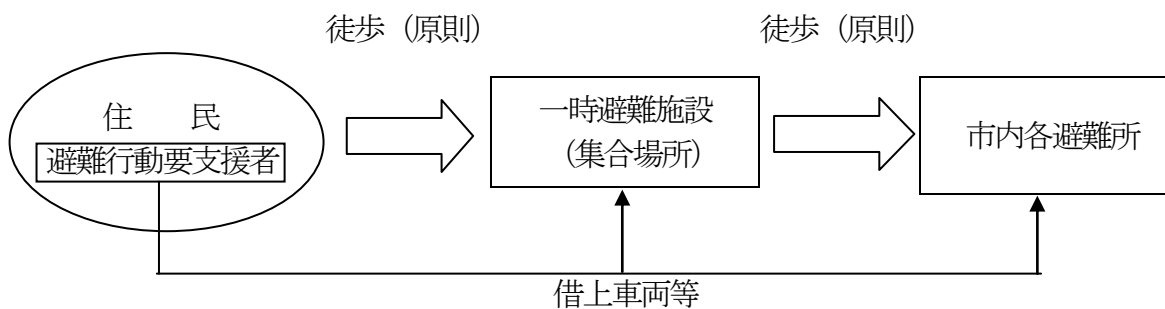 徒歩（原則）
徒歩（原則）
住　　民
避難行動要支援者
一時避難施設
（集合場所）
市内各避難所
借上車両等